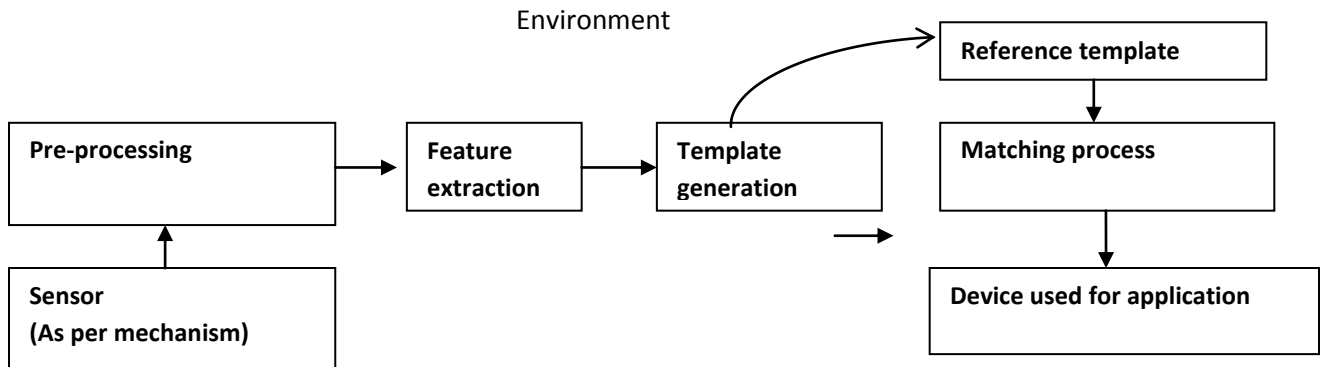 Environment
Reference template
Pre-processing
Feature
extraction
Template
generation
Matching process
Sensor
(As per mechanism)
Device used for application